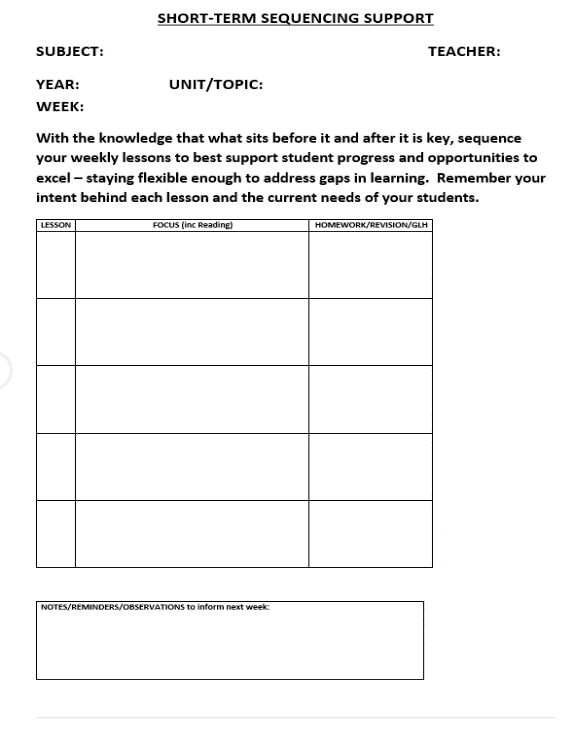 SHORT-TERM SEQUENCING SUPPORT
SUBJECT: TEACHER:
YEAR: UNIT/TOPIC:
WEEK:
With the knowledge that what sits before it and after it is key, sequence
your weekly lessons to best support student progress and opportunities to
excel – staying flexible enough to address gaps in learning.  Remember your
intent behind each lesson and the current needs of your students.
LESSON FOCUS (inc Reading) HOMEWORK/REVISION/GLH
NOTES/REMINDERS/OBSERVATIONS to inform next week: